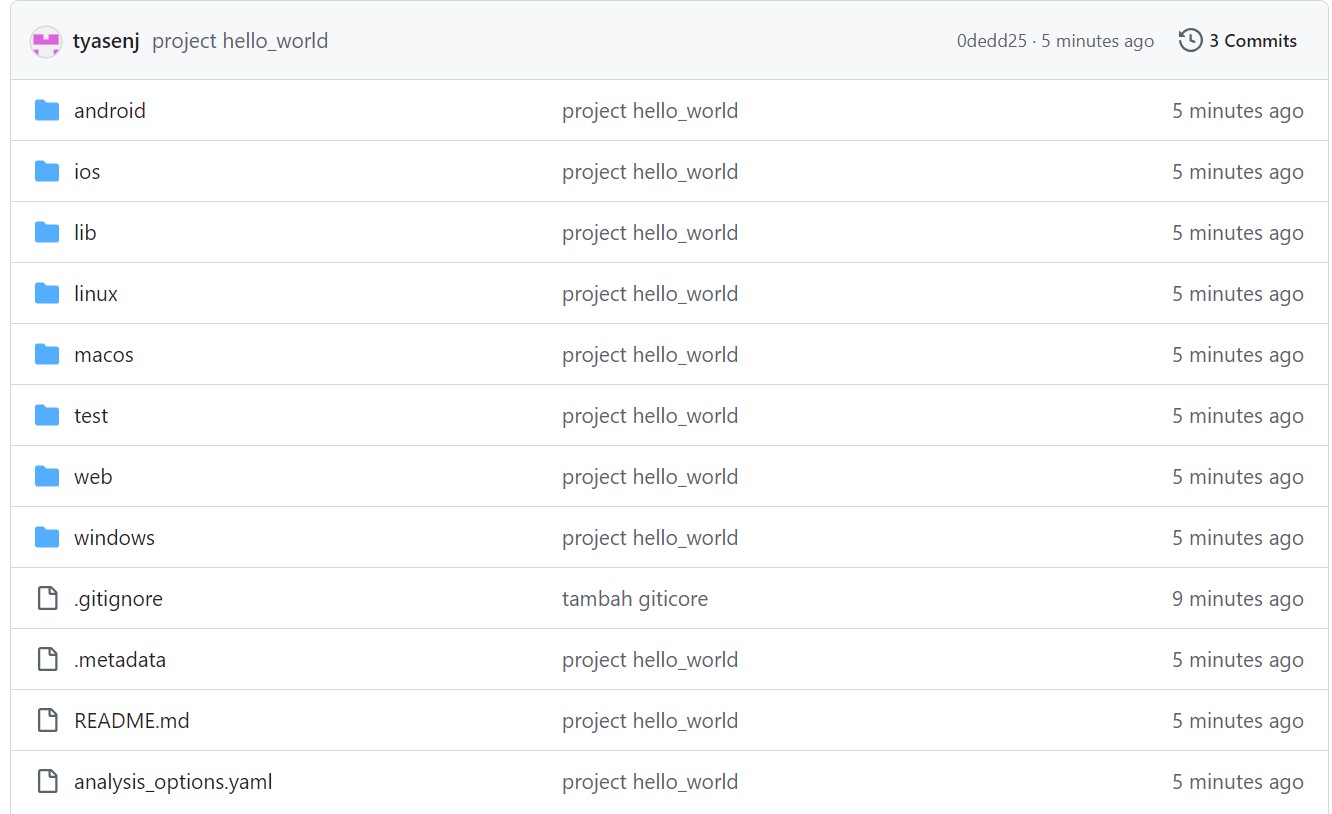 tyasenj project hello_world 0dedd25 · 5 minutes ago 3 Commits
android project hello_world 5 minutes ago
ios project hello_world 5 minutes ago
lib project hello_world 5 minutes ago
linux project hello_world 5 minutes ago
macos project hello_world 5 minutes ago
test project hello_world 5 minutes ago
web project hello_world 5 minutes ago
windows project hello_world 5 minutes ago
.gitignore tambah giticore 9 minutes ago
.metadata project hello_world 5 minutes ago
README.md project hello_world 5 minutes ago
analysis_options.yaml project hello_world 5 minutes ago